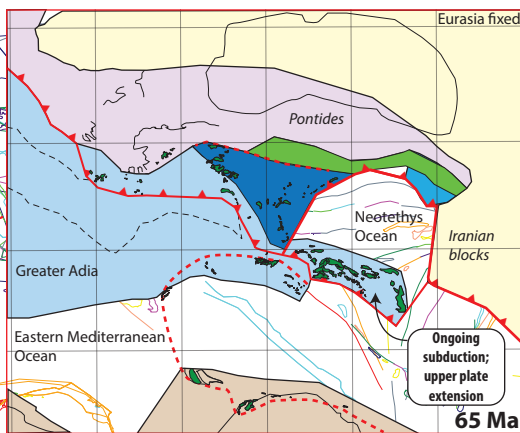 Eurasia fixed
Pontides
Neotethys
Ocean
Iranian
blocks
Greater Adia
Eastern Mediterranean
Ocean
Ongoing
subduction;
upper plate
extension
65 Ma